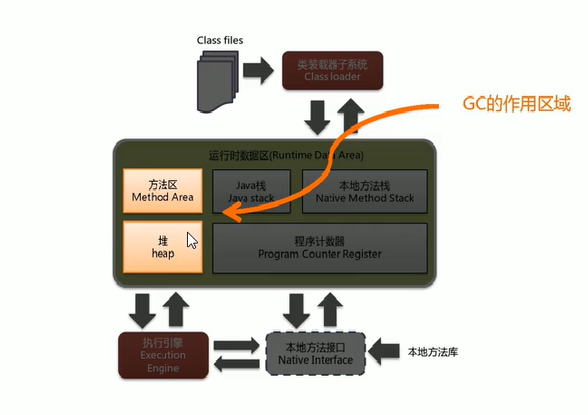 Class files
类装载器子系统
Class loader
GC的作用区域
运行时数据区(Runtime Data Area)
方法区
Method Area
Java栈
Java stack
本地方法栈
Native Method Stack
堆
heap
程序计数器
Program Counter Register
执行引擎
Execution
Engine
本地方法接口
Native Interface
本地方法库